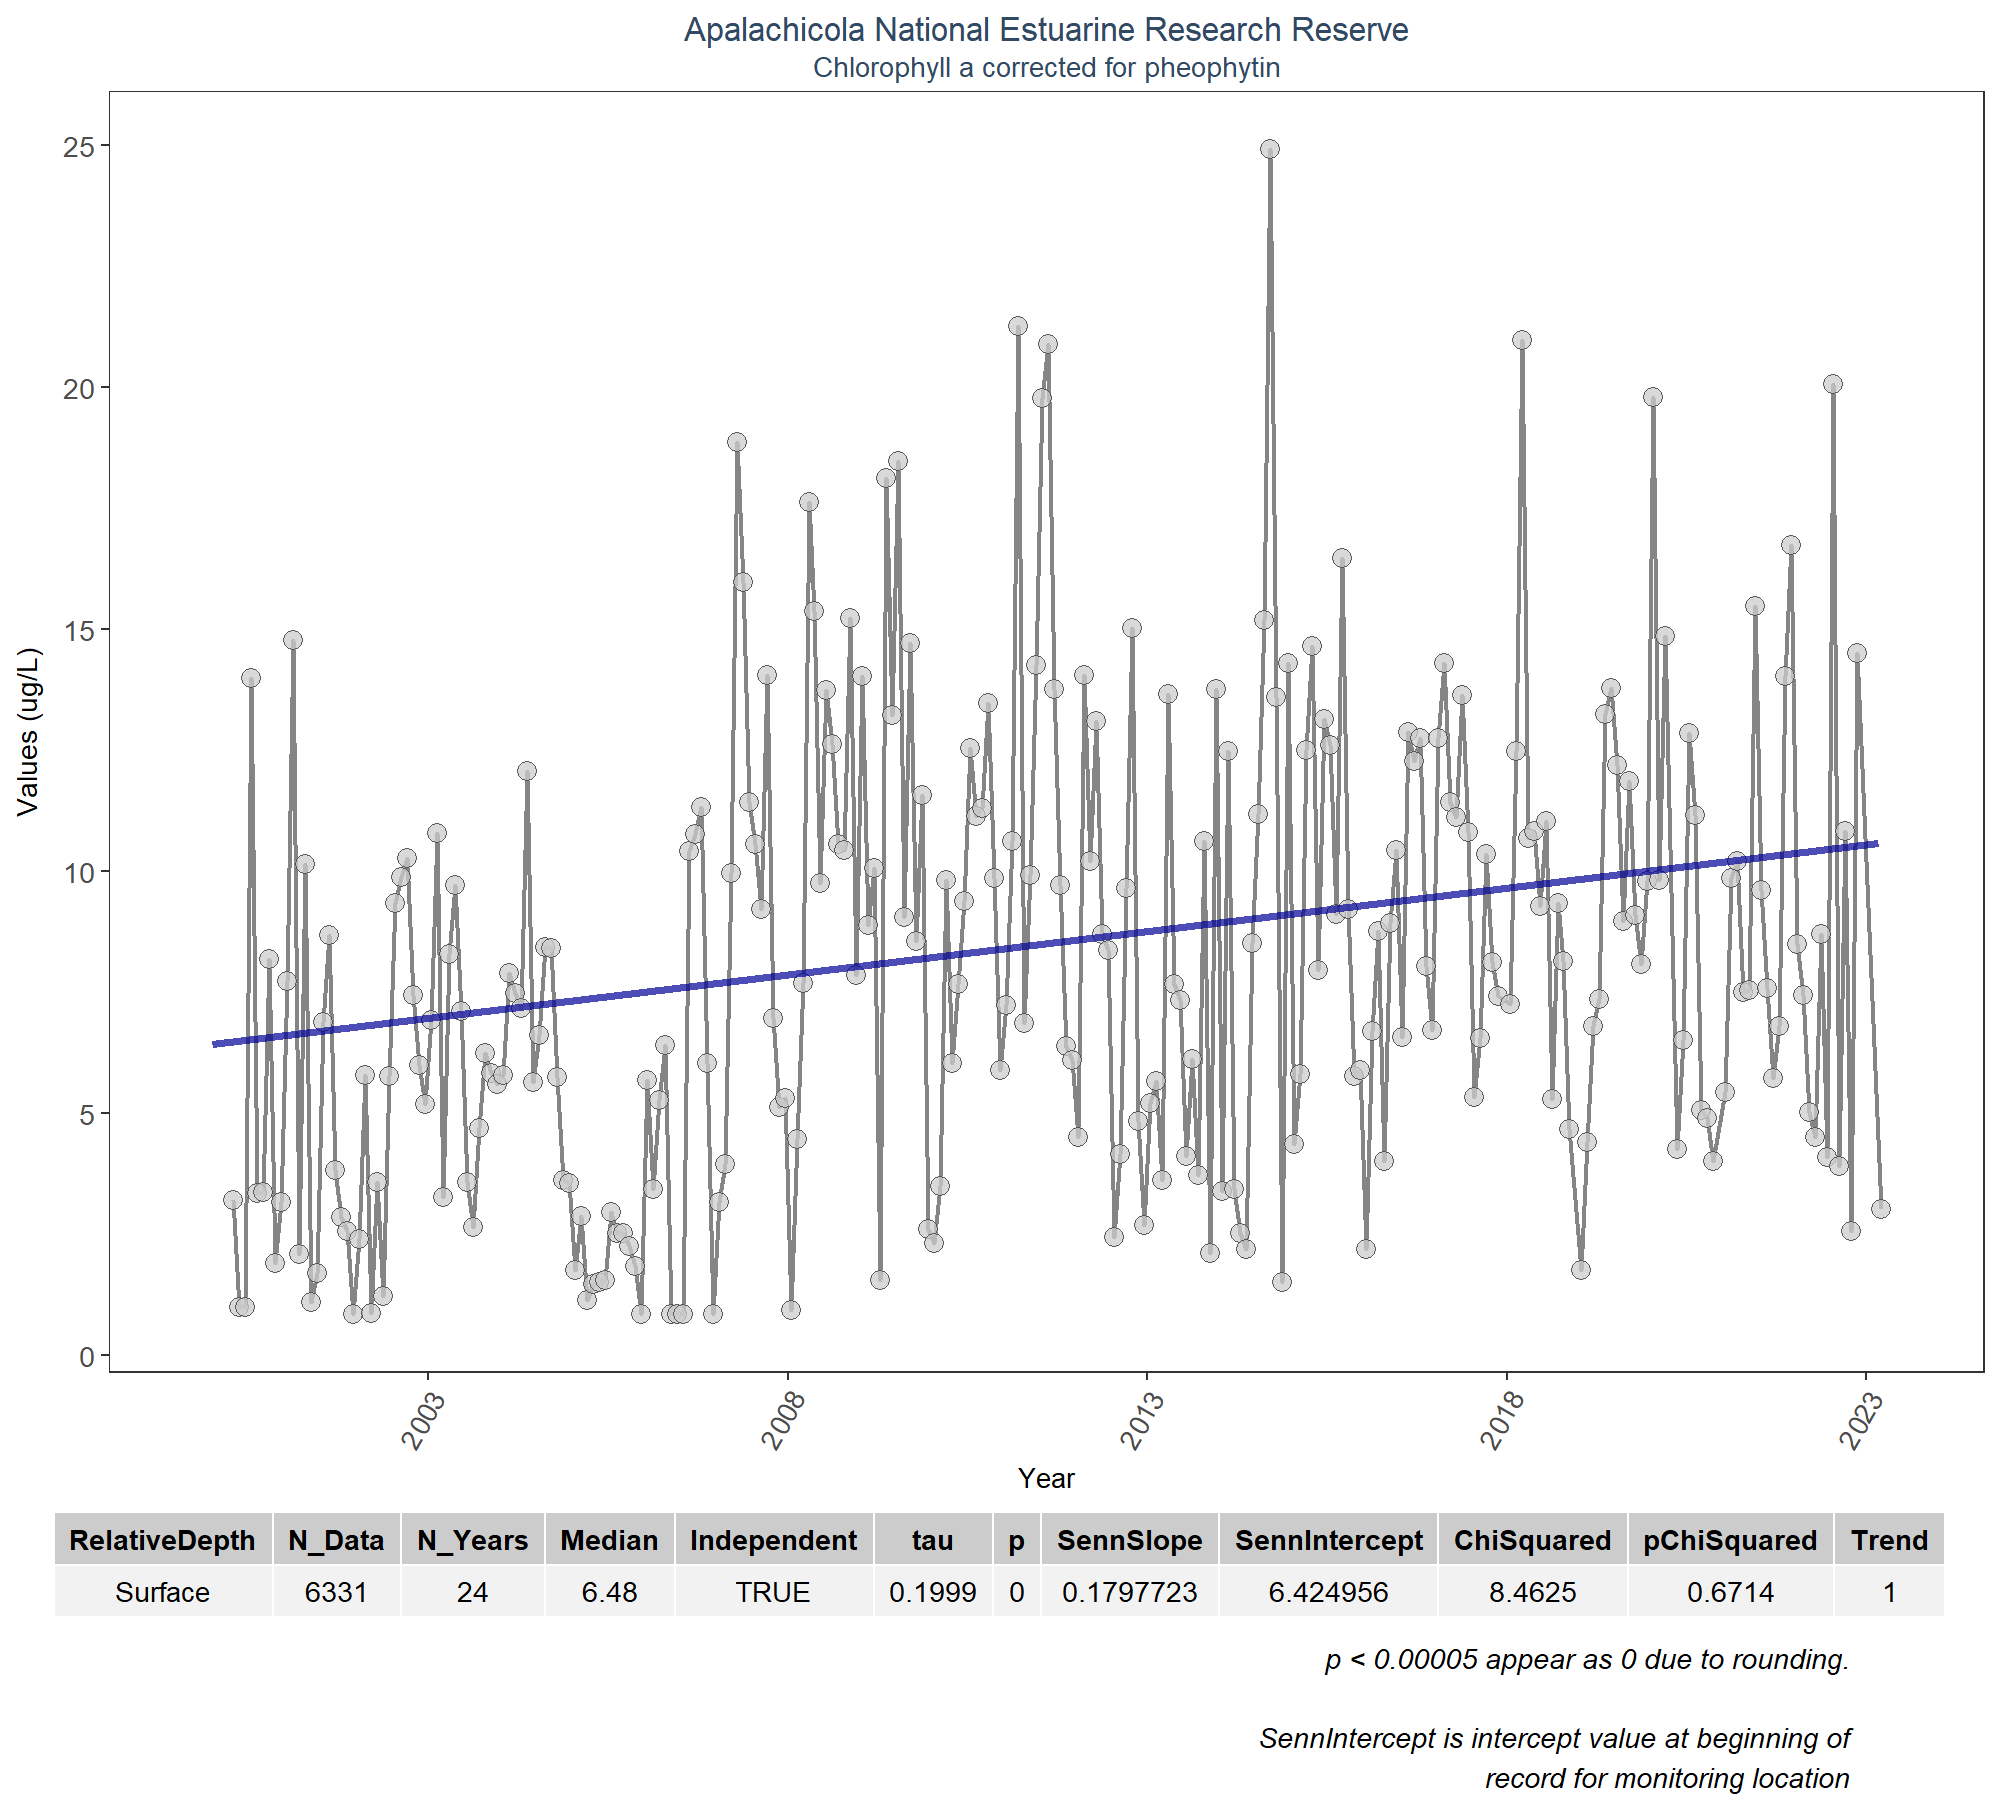 Apalachicola National Estuarine Research Reserve
Chlorophyll a corrected for pheophytin
Values (ug/L)
25
20
15
10
5
0
2003 2008 2013 2018 2023
Year
RelativeDepth N_Data N_Years Median Independent tau p SennSlope SennIntercept ChiSquared pChiSquared Trend
Surface 6331 24 6.48 TRUE 0.1999 0 0.1797723 6.424956 8.4625 0.6714 1
p < 0.00005 appear as 0 due to rounding.
SennIntercept is intercept value at beginning of
record for monitoring location